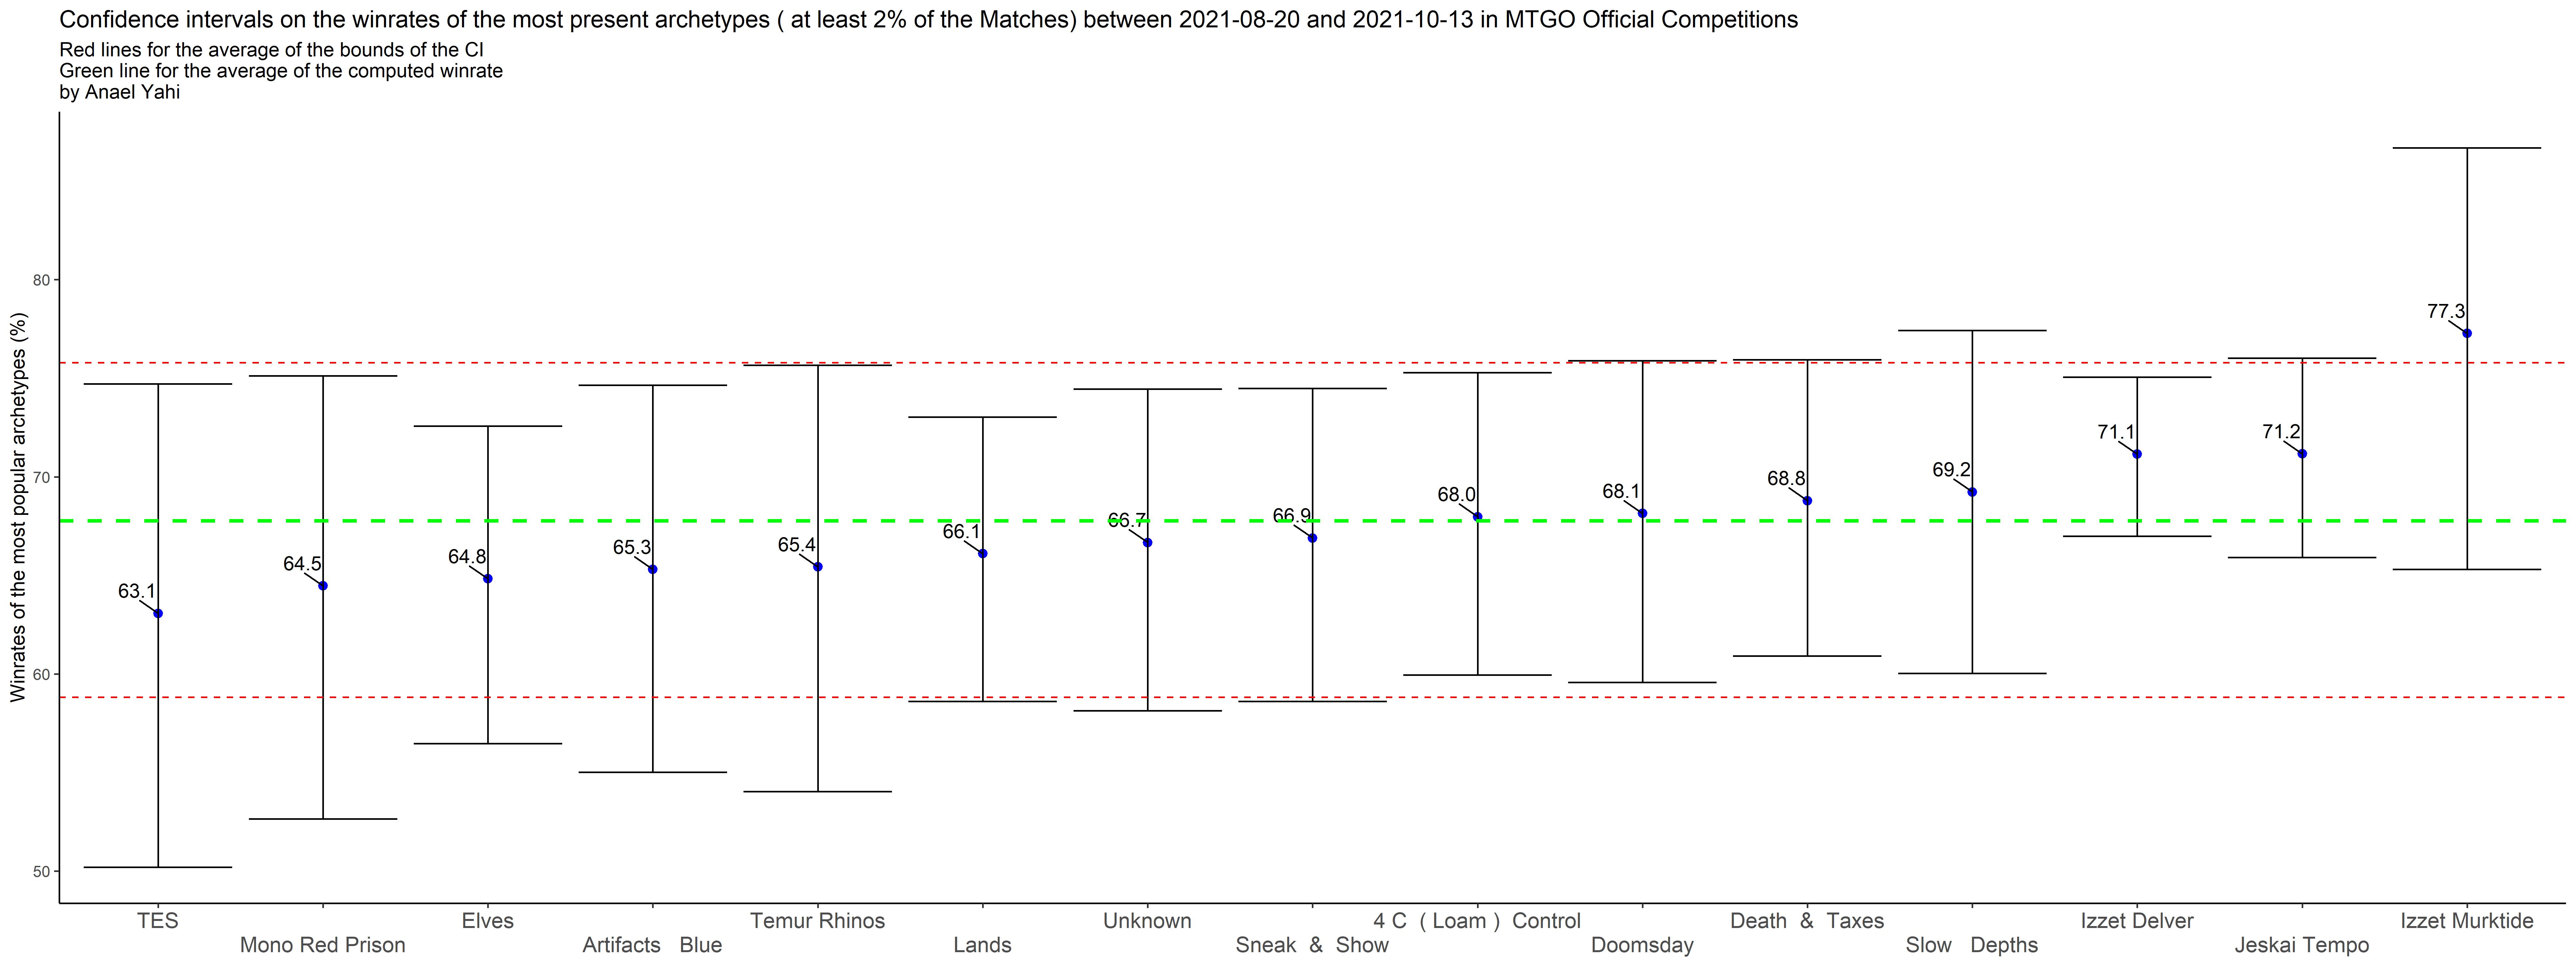 Confidence intervals on the winrates of the most present archetypes ( at least 2% of the Matches) between 2021-08-20 and 2021-10-13 in MTGO Official Competitions
Red lines for the average of the bounds of the CI
Green line for the average of the computed winrate
by Anael Yahi
Winrates of the most popular archetypes (%)
80
70
60
50
63.1
64.5
64.8
65.3
65.4
66.1
66.7
66.9
68.0
68.1
68.8
69.2
71.1
71.2
77.3
TES
Mono Red Prison
Elves
Artifacts Blue
Temur Rhinos
Lands
Unknown
Sneak & Show
4 C ( Loam ) Control
Doomsday
Death & Taxes
Slow Depths
Izzet Delver
Jeskai Tempo
Izzet Murktide